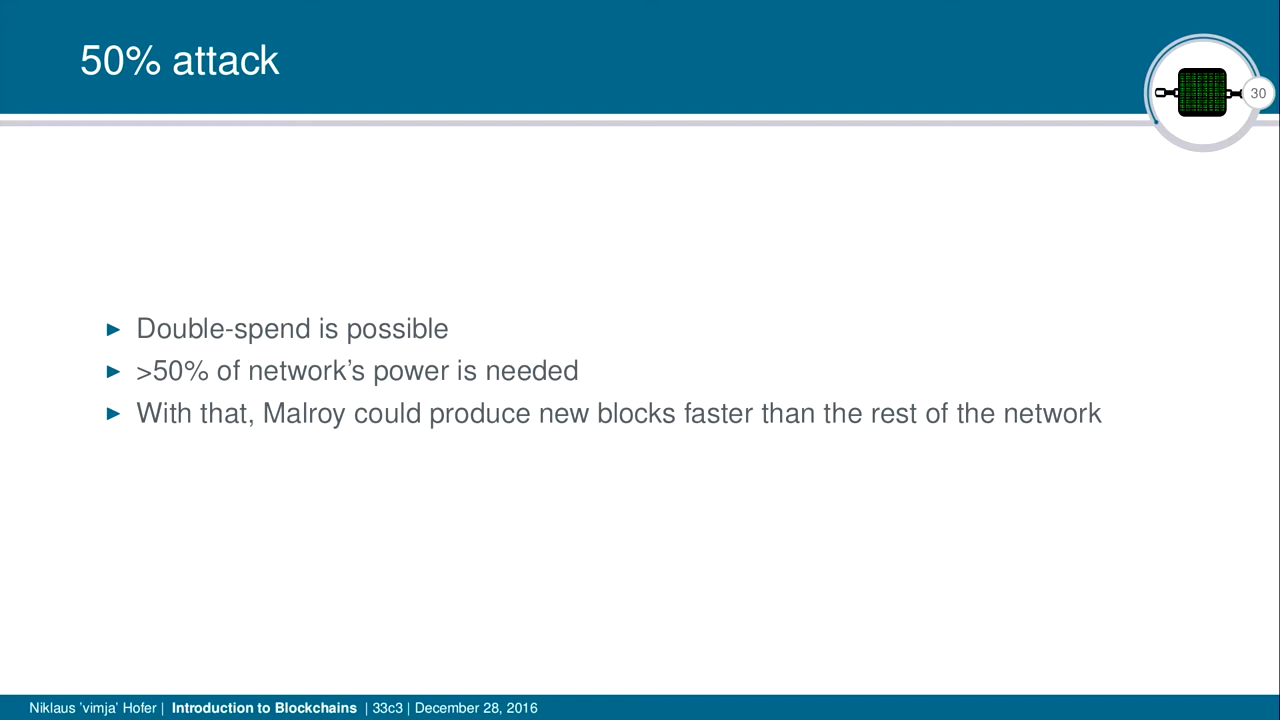 50% attack
30
► Double-spend is possible
► >50% of network's power is needed
► With that, Malroy could produce new blocks faster than the rest of the network
Niklaus 'vimja' Hofer | Introduction to Blockchains | 33c3 | December 28, 2016